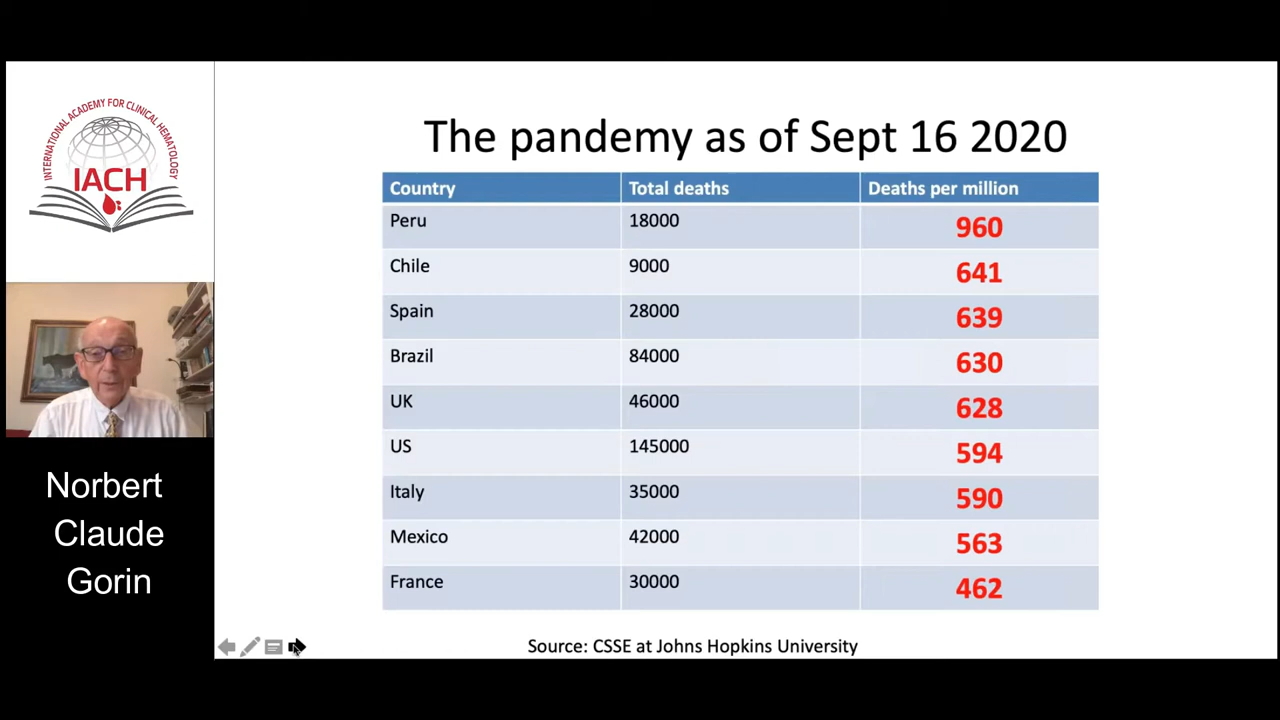 INTERNATIONAL ACADEMY FOR CLINICAL HEMATOLOGY
IACH
Norbert
Claude
Gorin
The pandemy as of Sept 16 2020
Country Total deaths Deaths per million
Peru 18000 960
Chile 9000 641
Spain 28000 639
Brazil 84000 630
UK 46000 628
US 145000 594
Italy 35000 590
Mexico 42000 563
France 30000 462
Source: CSSE at Johns Hopkins University